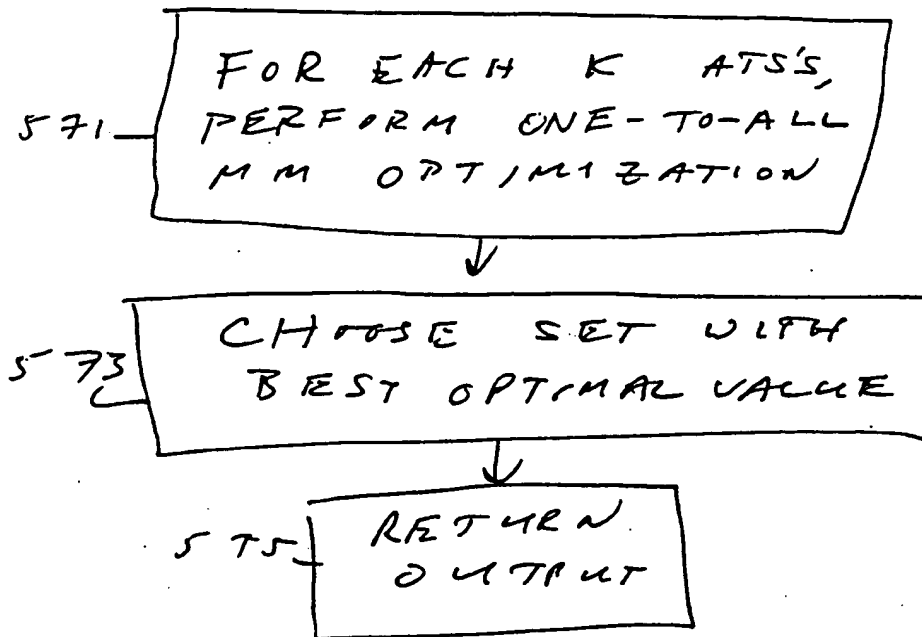 571
FOR EACH K ATS'S,
PERFORM ONE-TO-ALL
MM OPTIMIZATION
573
CHOOSE SET WITH
BEST OPTIMAL VALUE
575
RETURN
OUTPUT